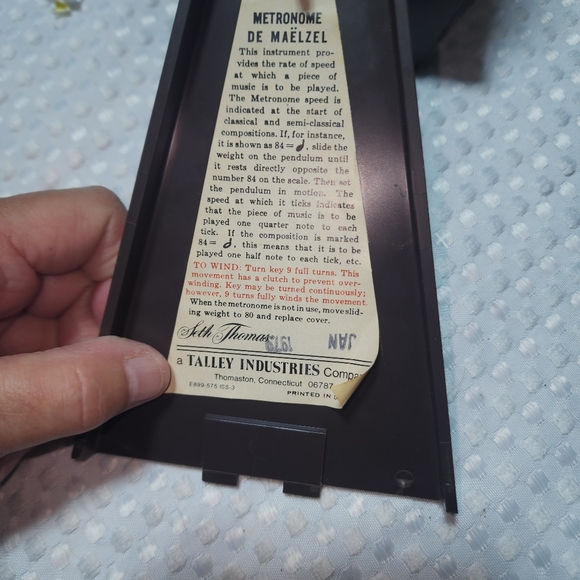 METRONOME
DE MAËLZEL
This instrument pro-
vides the rate of speed
at which a piece of
music is to be played.
The Metronome speed is
indicated at the start of
classical and semi-classical
compositions. If, for instance,
it is shown as 84 = ♩, slide the
weight on the pendulum until
it rests directly opposite the
number 84 on the scale. Then set
the pendulum in motion. The
speed at which it ticks indicates
that the piece of music is to be
played one quarter note to each
tick. If the composition is marked
84 = 𝅗𝅥, this means that it is to be
played one half note to each tick, etc.
TO WIND: Turn key 9 full turns. This
movement has a clutch to prevent over-
winding. Key may be turned continuously;
however, 9 turns fully winds the movement.
When the metronome is not in use, move slid-
ing weight to 80 and replace cover.
Seth Thomas
JAN 1979
a TALLEY INDUSTRIES Compa
Thomaston, Connecticut 06787
E899-575 ISS-3
PRINTED IN